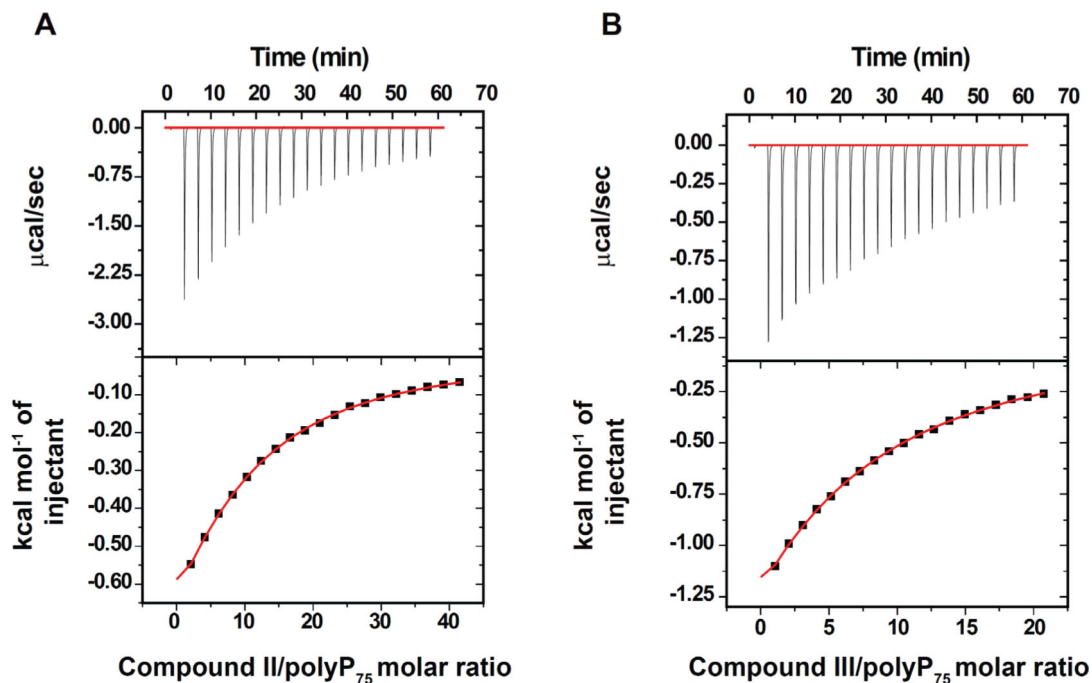 A
Time (min)
0 10 20 30 40 50 60 70
0.00
-0.75
-1.50
-2.25
-3.00
µcal/sec
-0.10
-0.20
-0.30
-0.40
-0.50
-0.60
kcal mol⁻¹ of
injectant
0 10 20 30 40
Compound II/polyP₇₅ molar ratio
B
Time (min)
0 10 20 30 40 50 60 70
0.00
-0.25
-0.50
-0.75
-1.00
-1.25
µcal/sec
-0.25
-0.50
-0.75
-1.00
-1.25
kcal mol⁻¹ of
injectant
0 5 10 15 20
Compound III/polyP₇₅ molar ratio